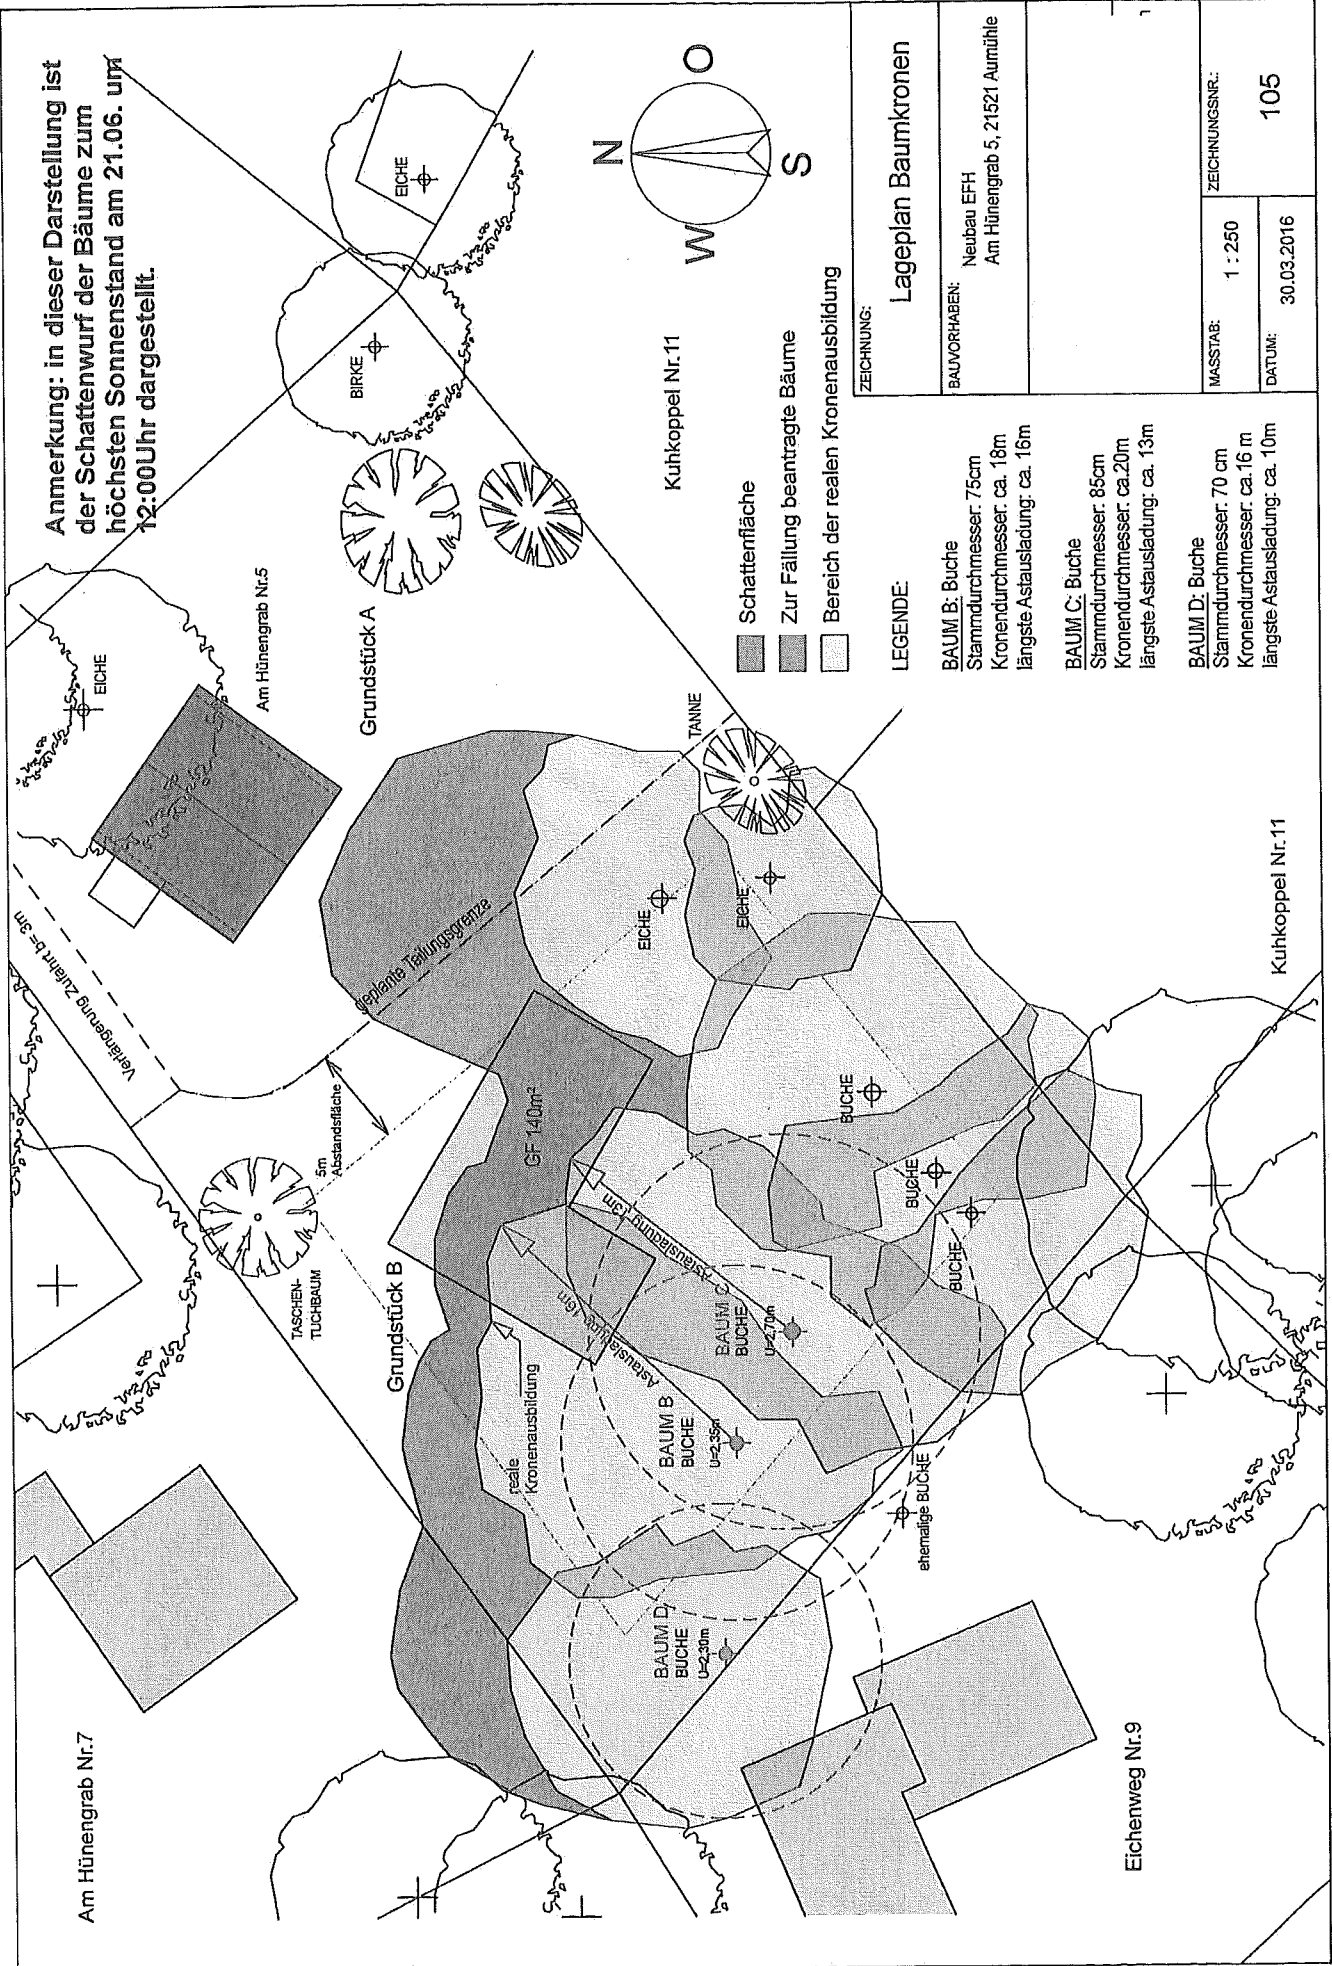 Anmerkung: in dieser Darstellung ist
der Schattenwurf der Bäume zum
höchsten Sonnenstand am 21.06. um
12:00Uhr dargestellt.
Am Hünengrab Nr.7
Am Hünengrab Nr.5
EICHE
EICHE
BIRKE
Verlängerung Zufahrt b= 3m
Grundstück A
Grundstück B
TASCHEN-
TUCHBAUM
5m
Abstandsfläche
geplante Teilungsgrenze
GF 140m²
reale
Kronenausbildung
Astausladung 16m
Astausladung 13m
EICHE
EICHE
TANNE
BUCHE
BUCHE
BUCHE
BAUM B
BUCHE
U=2,35m
BAUM C
BUCHE
U=2,70m
BAUM D
BUCHE
U=2,30m
ehemalige BUCHE
Eichenweg Nr.9
Kuhkoppel Nr.11
Kuhkoppel Nr.11
N
W
O
S
Schattenfläche
Zur Fällung beantragte Bäume
Bereich der realen Kronenausbildung
LEGENDE:
BAUM B: Buche
Stammdurchmesser: 75cm
Kronendurchmesser: ca. 18m
längste Astausladung: ca. 16m
BAUM C: Buche
Stammdurchmesser: 85cm
Kronendurchmesser: ca.20m
längste Astausladung: ca. 13m
BAUM D: Buche
Stammdurchmesser: 70 cm
Kronendurchmesser: ca.16 m
längste Astausladung: ca. 10m
ZEICHNUNG:
Lageplan Baumkronen
BAUVORHABEN:
Neubau EFH
Am Hünengrab 5, 21521 Aumühle
MASSTAB:
1 : 250
DATUM:
30.03.2016
ZEICHNUNGSNR.:
105